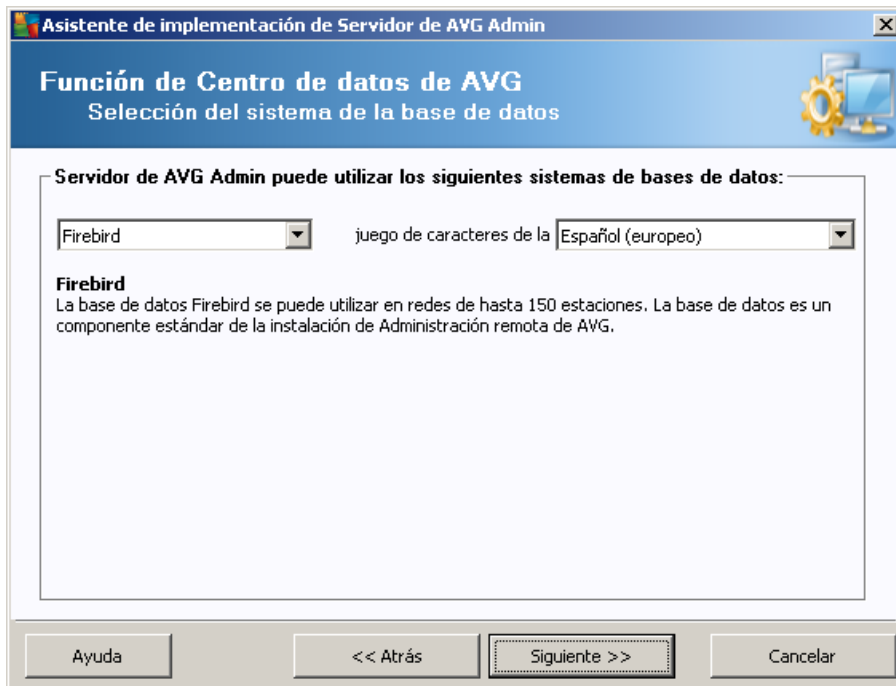 Asistente de implementación de Servidor de AVG Admin
Función de Centro de datos de AVG
Selección del sistema de la base de datos
Servidor de AVG Admin puede utilizar los siguientes sistemas de bases de datos:
Firebird juego de caracteres de la Español (europeo)
Firebird
La base de datos Firebird se puede utilizar en redes de hasta 150 estaciones. La base de datos es un
componente estándar de la instalación de Administración remota de AVG.
Ayuda << Atrás Siguiente >> Cancelar